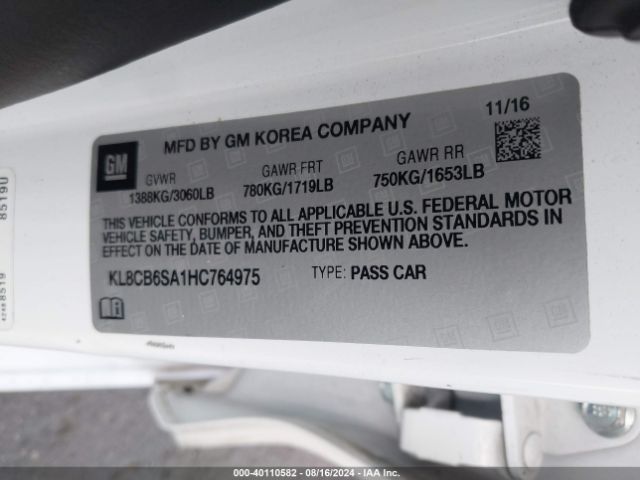 11/16
MFD BY GM KOREA COMPANY
GM
GVWR
1388KG/3060LB
GAWR FRT
780KG/1719LB
GAWR RR
750KG/1653LB
THIS VEHICLE CONFORMS TO ALL APPLICABLE U.S. FEDERAL MOTOR
VEHICLE SAFETY, BUMPER, AND THEFT PREVENTION STANDARDS IN
EFFECT ON THE DATE OF MANUFACTURE SHOWN ABOVE.
KL8CB6SA1HC764975
TYPE: PASS CAR
000-40110582 - 08/16/2024 - IAA Inc.